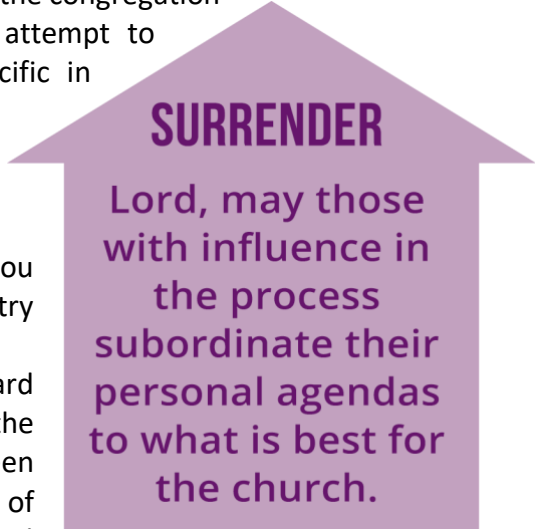 the congregation
attempt to
cific in
ou
try
ard
the
en
of
SURRENDER
Lord, may those
with influence in
the process
subordinate their
personal agendas
to what is best for
the church.